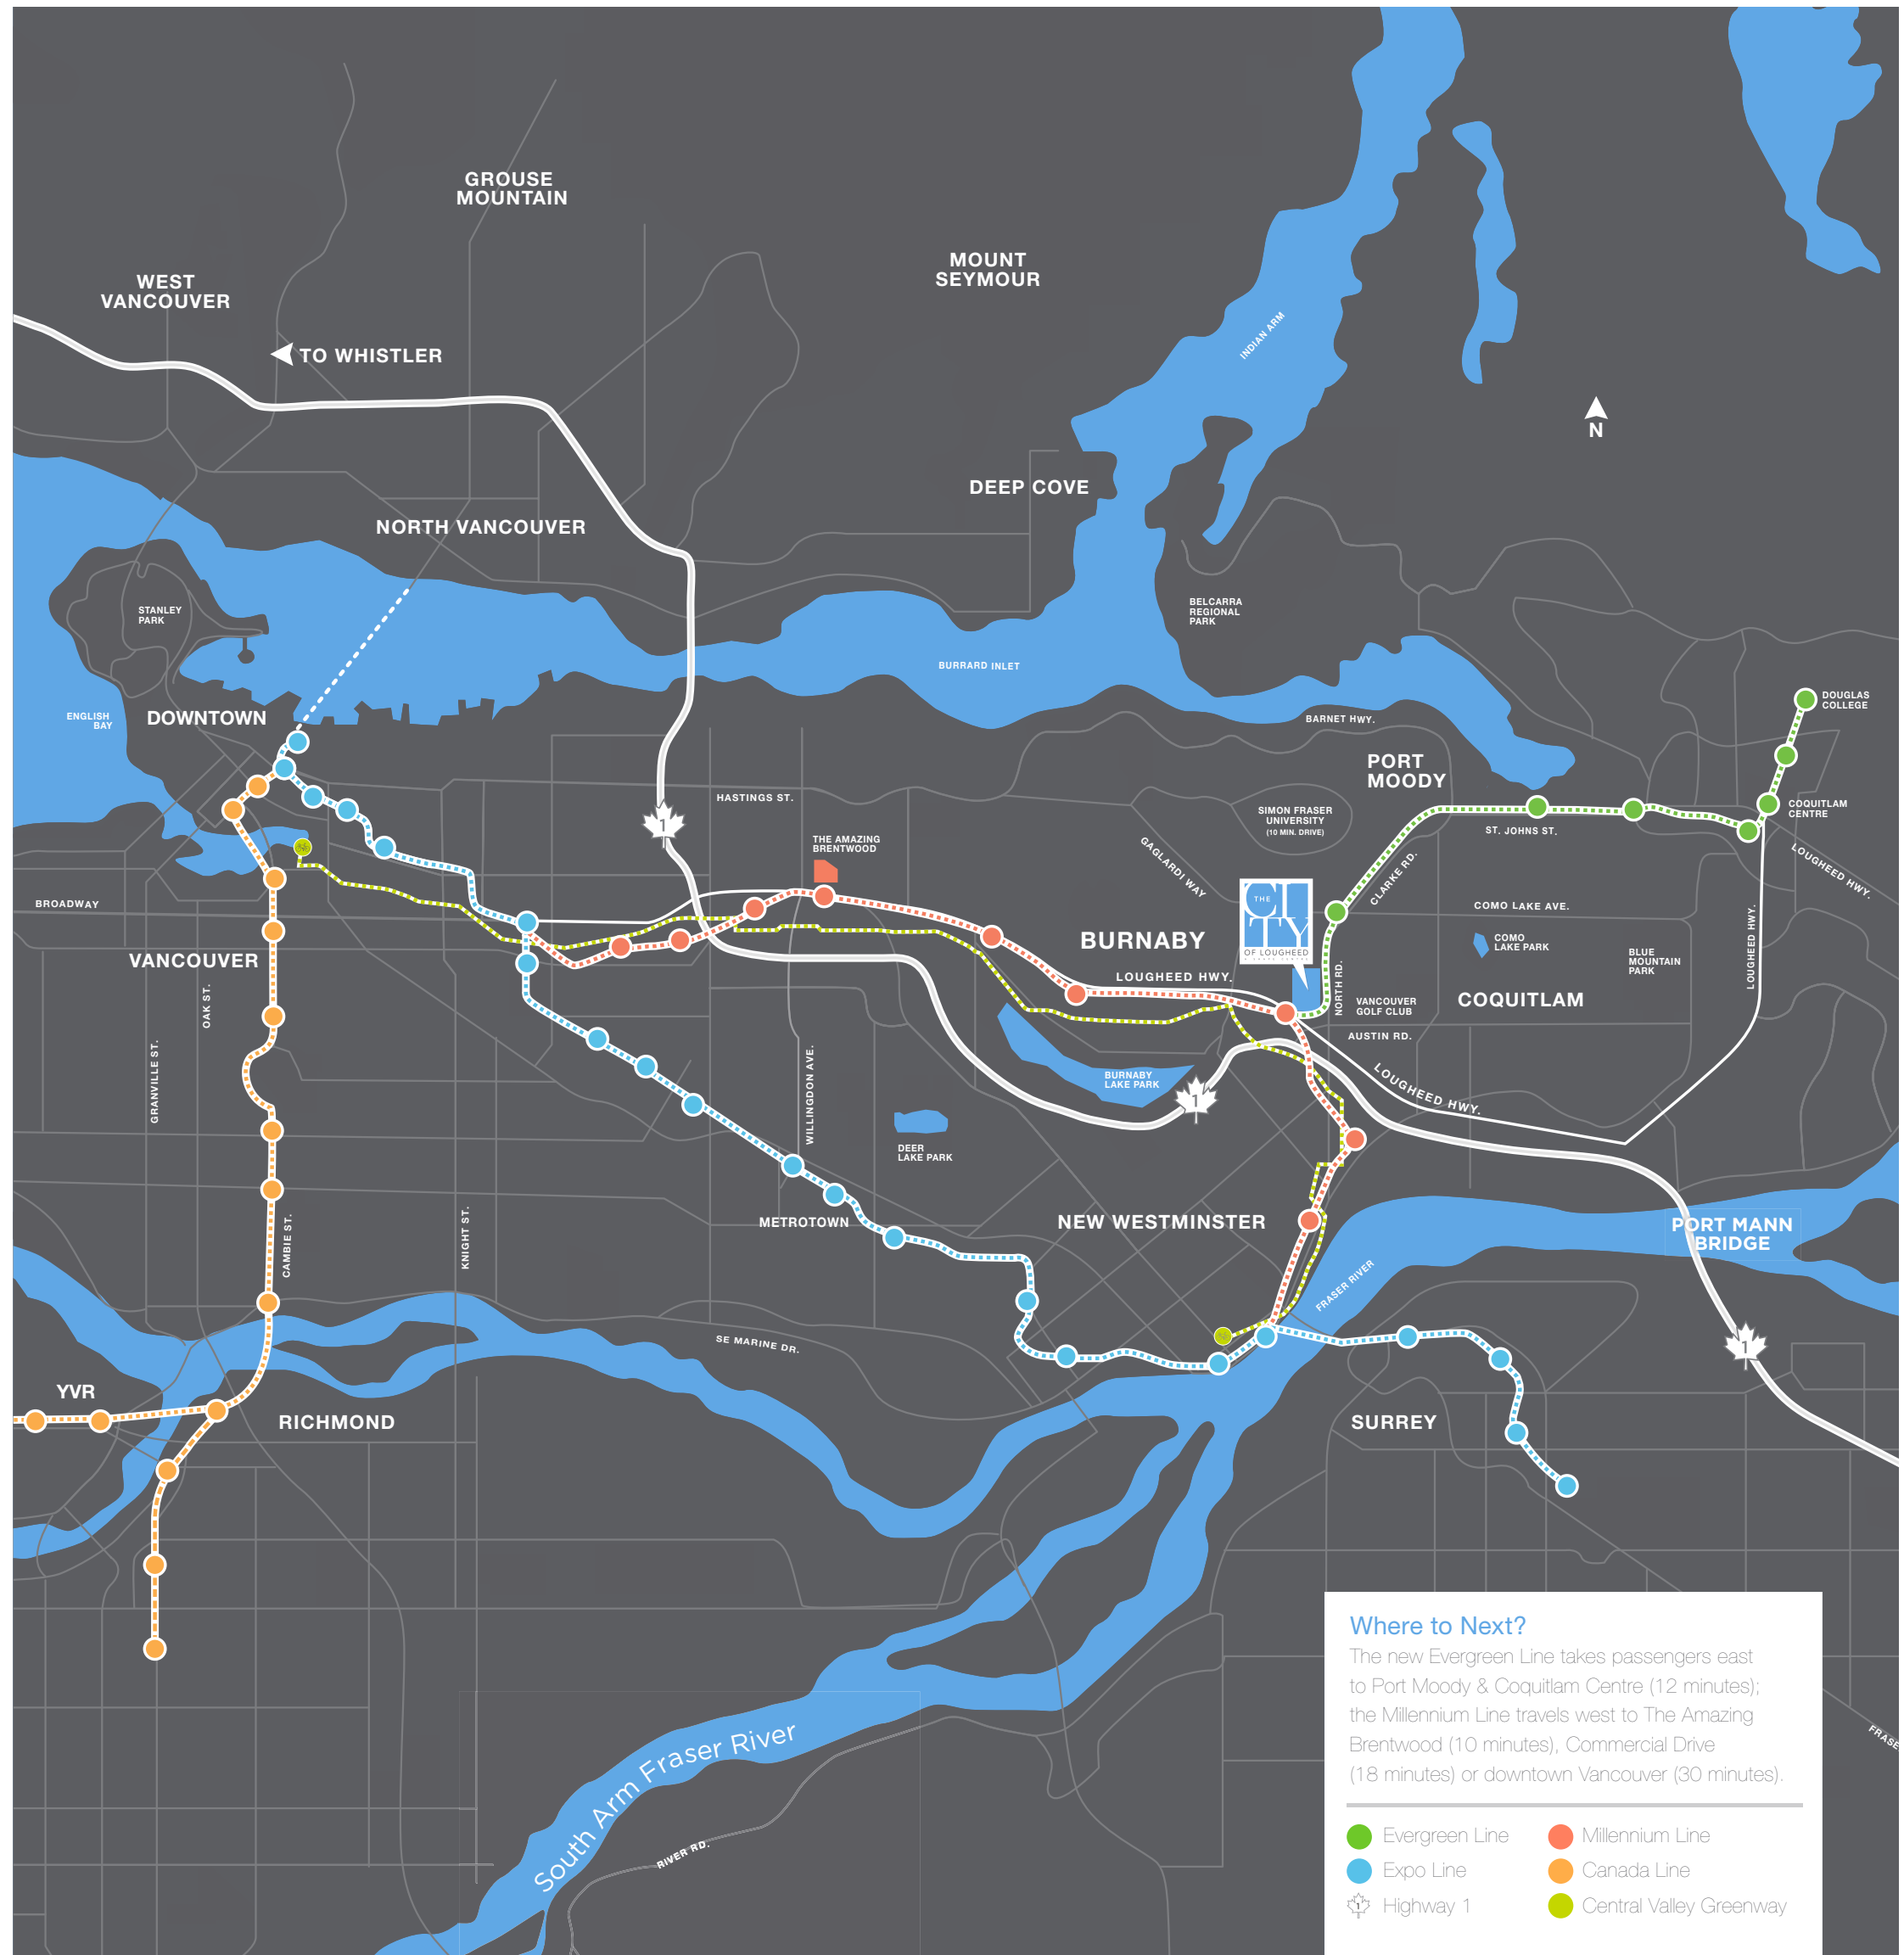 GROUSE
MOUNTAIN
WEST
VANCOUVER
MOUNT
SEYMOUR
TO WHISTLER
INDIAN ARM
N
DEEP COVE
NORTH VANCOUVER
STANLEY
PARK
BELCARRA
REGIONAL
PARK
BURRARD INLET
ENGLISH
BAY
DOWNTOWN
BARNET HWY.
DOUGLAS
COLLEGE
PORT
MOODY
HASTINGS ST.
1
SIMON FRASER
UNIVERSITY
(10 MIN. DRIVE)
COQUITLAM
CENTRE
ST. JOHNS ST.
THE AMAZING
BRENTWOOD
GAGLARDI WAY
CLARKE RD.
LOUGHEED HWY.
BROADWAY
THE
CITY
OF LOUGHEED
COMO LAKE AVE.
BURNABY
COMO
LAKE PARK
BLUE
MOUNTAIN
PARK
LOUGHEED HWY.
VANCOUVER
LOUGHEED HWY.
NORTH RD.
VANCOUVER
GOLF CLUB
COQUITLAM
OAK ST.
AUSTIN RD.
GRANVILLE ST.
WILLINGDON AVE.
BURNABY
LAKE PARK
1
LOUGHEED HWY.
DEER
LAKE PARK
METROTOWN
NEW WESTMINSTER
PORT MANN
BRIDGE
CAMBIE ST.
KNIGHT ST.
FRASER RIVER
SE MARINE DR.
1
YVR
RICHMOND
SURREY
South Arm Fraser River
RIVER RD.
FRASE
Where to Next?
The new Evergreen Line takes passengers east
to Port Moody & Coquitlam Centre (12 minutes);
the Millennium Line travels west to The Amazing
Brentwood (10 minutes), Commercial Drive
(18 minutes) or downtown Vancouver (30 minutes).
Evergreen Line
Millennium Line
Expo Line
Canada Line
1
Highway 1
Central Valley Greenway